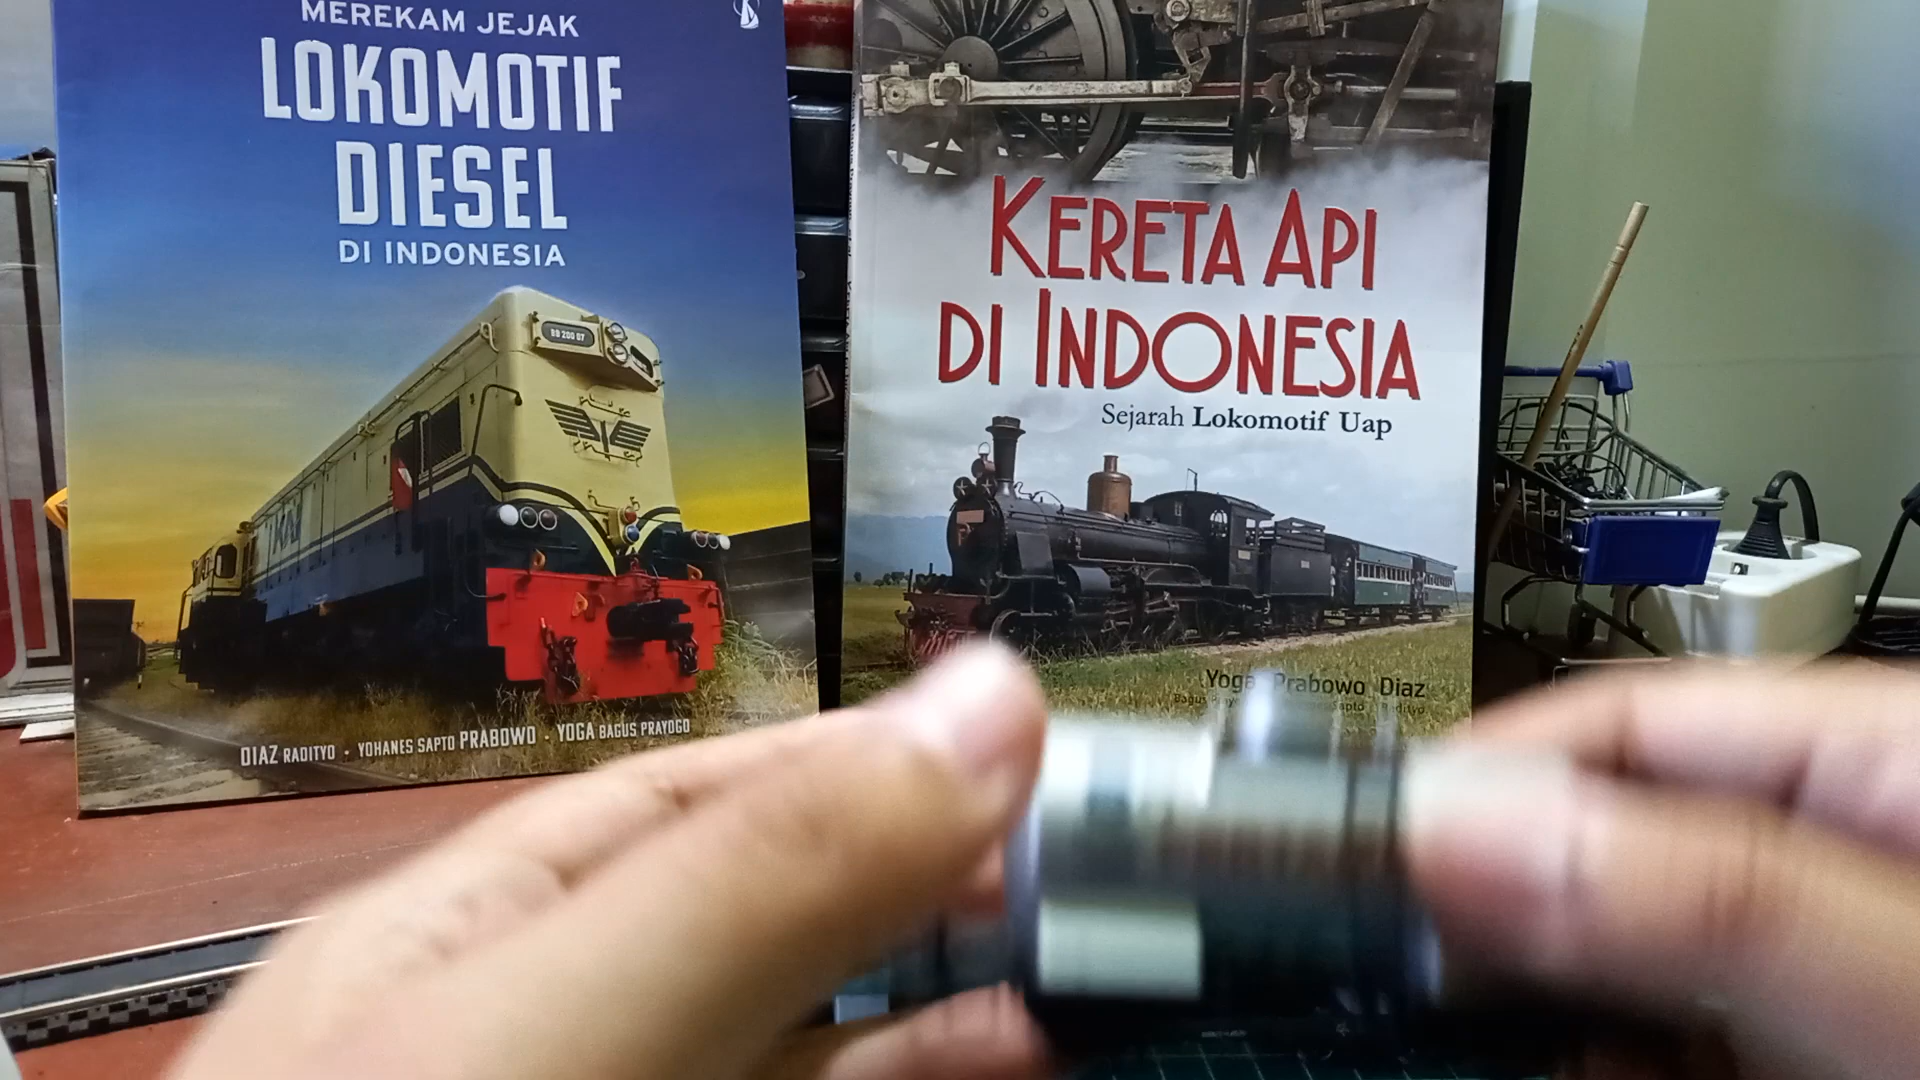 MEREKAM JEJAK
LOKOMOTIF
DIESEL
DI INDONESIA
BB 200 07
DIAZ RADITYO • YOHANES SAPTO PRABOWO • YOGA BAGUS PRAYOGO
KERETA API
DI INDONESIA
Sejarah Lokomotif Uap
Yoga Prabowo Diaz